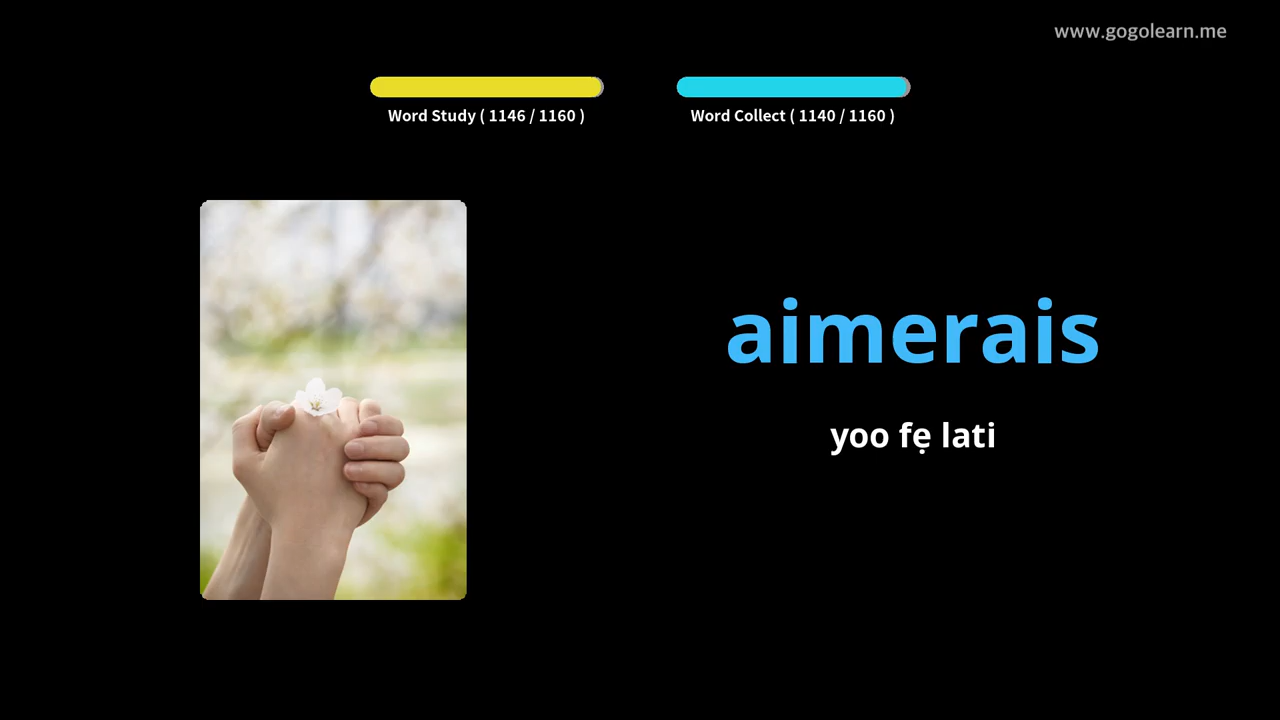 www.gogolearn.me
Word Study ( 1146 / 1160 )
Word Collect ( 1140 / 1160 )
aimerais
yoo fẹ lati